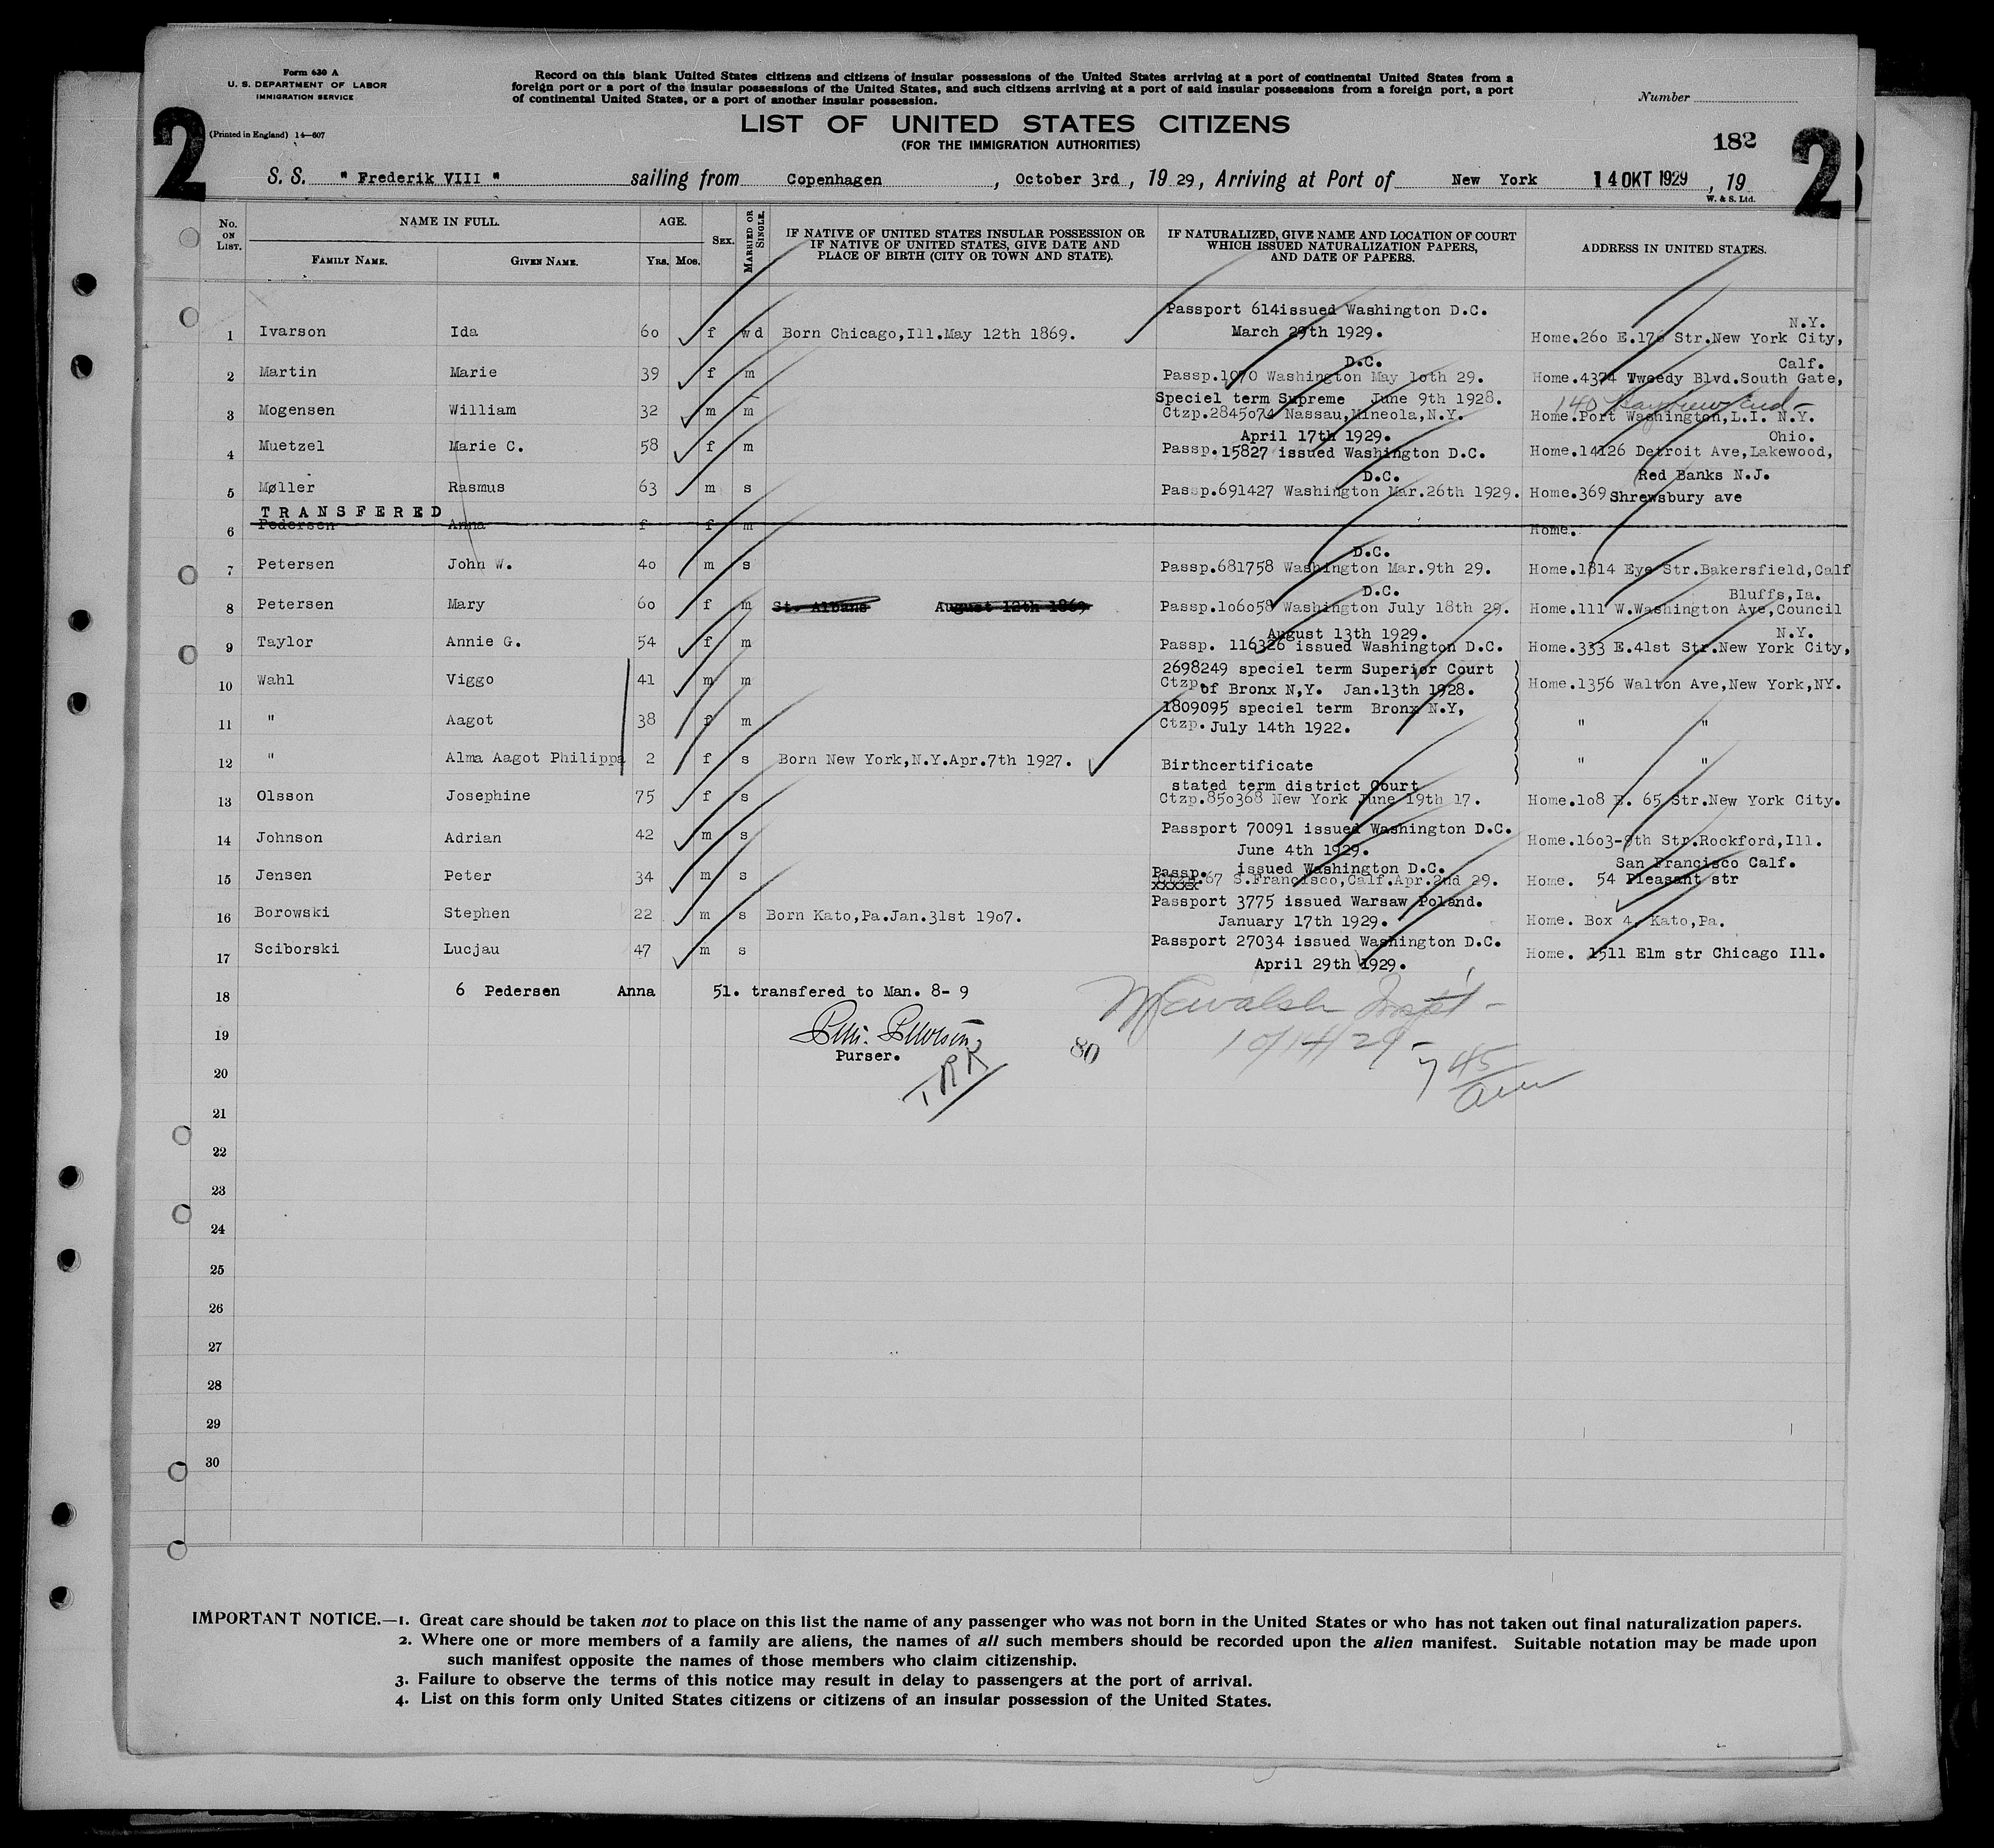 Form 630 A
U. S. DEPARTMENT OF LABOR
IMMIGRATION SERVICE
(Printed in England) 14—607
2
Record on this blank United States citizens and citizens of insular possessions of the United States arriving at a port of continental United States from a
foreign port or a port of the insular possessions of the United States, and such citizens arriving at a port of said insular possessions from a foreign port, a port
of continental United States, or a port of another insular possession.
Number
LIST OF UNITED STATES CITIZENS
(FOR THE IMMIGRATION AUTHORITIES)
182
2
S. S. " Frederik VIII " sailing from Copenhagen, October 3rd, 19 29, Arriving at Port of New York 14 OKT 1929, 19
W. & S. Ltd.
No. ON LIST. NAME IN FULL. AGE. SEX. MARRIED OR SINGLE. IF NATIVE OF UNITED STATES INSULAR POSSESSION OR IF NATIVE OF UNITED STATES, GIVE DATE AND PLACE OF BIRTH (CITY OR TOWN AND STATE). IF NATURALIZED, GIVE NAME AND LOCATION OF COURT WHICH ISSUED NATURALIZATION PAPERS, AND DATE OF PAPERS. ADDRESS IN UNITED STATES.
FAMILY NAME. GIVEN NAME. YRS. MOS.
Passport 614issued Washington D.C. N.Y.
1 Ivarson Ida 60 f wd Born Chicago,Ill.May 12th 1869. March 29th 1929. Home.260 E.176 Str.New York City,
D.C. Calf.
2 Martin Marie 39 f m Passp.1070 Washington May 10th 29. Home.4374 Tweedy Blvd.South Gate,
Speciel term Supreme June 9th 1928. 140
3 Mogensen William 32 m m Ctzp.2845074 Nassau,Mineola,N.Y. Home.Port Washington,L.I. N.Y.
April 17th 1929. Ohio.
4 Muetzel Marie C. 58 f m Passp.15827 issued Washington D.C. Home.14126 Detroit Ave,Lakewood,
D.C. Red Banks N.J.
5 Møller Rasmus 63 m s Passp.691427 Washington Mar.26th 1929. Home.369 Shrewsbury ave
TRANSFERED
6 Pedersen Anna f f m Home.
D.C.
7 Petersen John W. 40 m s Passp.681758 Washington Mar.9th 29. Home.1814 Eye Str.Bakersfield,Calf
D.C. Bluffs,Ia.
8 Petersen Mary 60 f m St. Albans August 12th 1869 Passp.106058 Washington July 18th 29. Home.111 W.Washington Aye,Council
August 13th 1929. N.Y.
9 Taylor Annie G. 54 f m Passp. 116326 issued Washington D.C. Home.333 E.41st Str.New York City,
2698249 speciel term Superior Court
10 Wahl Viggo 41 m m Ctzp.of Bronx N,Y. Jan.13th 1928. Home.1356 Walton Ave,New York,NY.
1809095 speciel term Bronx N.Y,
11 " Aagot 38 f m Ctzp. July 14th 1922. " "
12 " Alma Aagot Philippa 2 f s Born New York,N.Y.Apr.7th 1927. Birthcertificate " "
stated term district Court
13 Olsson Josephine 75 f s Ctzp.850368 New York June 19th 17. Home.108 E. 65 Str.New York City.
Passport 70091 issued Washington D.C.
14 Johnson Adrian 42 m s June 4th 1929. Home.1603-8th Str.Rockford,Ill.
Passp. issued Washington D.C. San Francisco Calf.
15 Jensen Peter 34 m s xxxxx 67 S.Francisco,Calf.Apr.2nd 29. Home. 54 Pleasant str
Passport 3775 issued Warsaw Poland.
16 Borowski Stephen 22 m s Born Kato,Pa.Jan.31st 1907. January 17th 1929. Home. Box 4, Kato,Pa.
Passport 27034 issued Washington D.C.
17 Sciborski Lucjau 47 m s April 29th 1929. Home. 1511 Elm str Chicago Ill.
18 6 Pedersen Anna 51. transfered to Man. 8- 9
19
Purser. 80 10/14/29 -
20 TRK 7 45 am
21
22
23
24
25
26
27
28
29
30
IMPORTANT NOTICE.—1. Great care should be taken not to place on this list the name of any passenger who was not born in the United States or who has not taken out final naturalization papers.
2. Where one or more members of a family are aliens, the names of all such members should be recorded upon the alien manifest. Suitable notation may be made upon
such manifest opposite the names of those members who claim citizenship.
3. Failure to observe the terms of this notice may result in delay to passengers at the port of arrival.
4. List on this form only United States citizens or citizens of an insular possession of the United States.